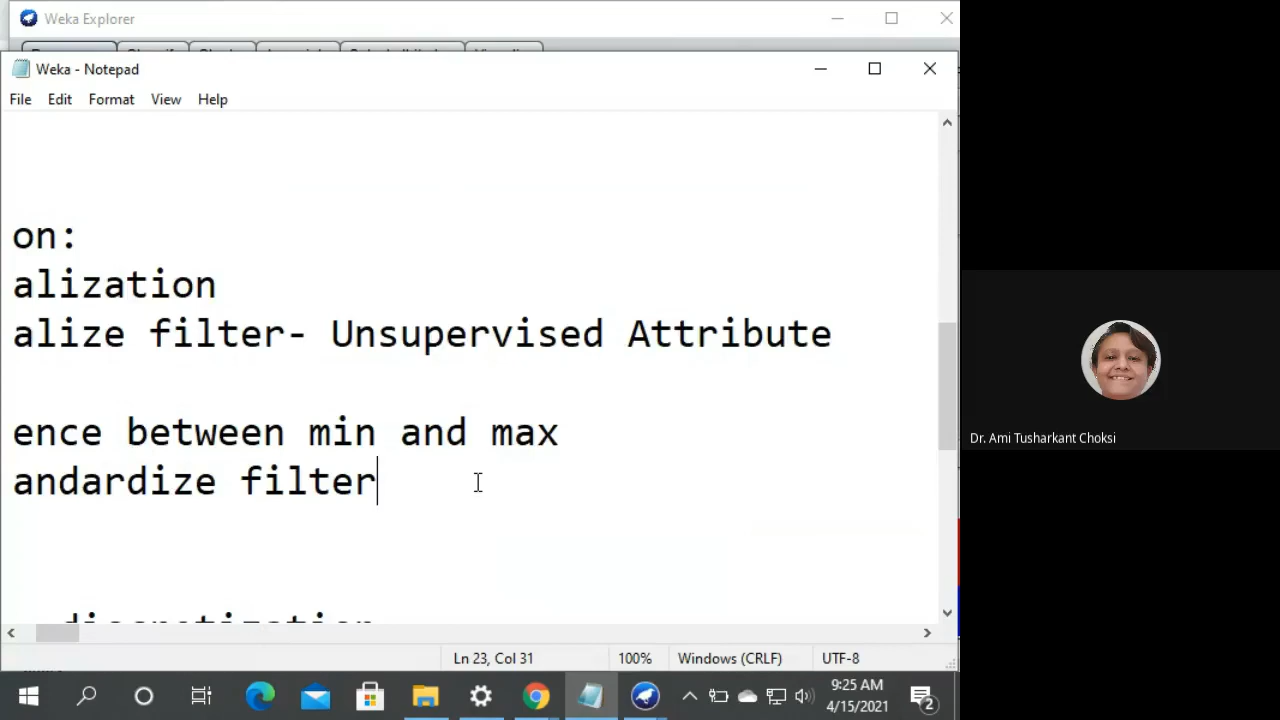 Weka Explorer
Weka - Notepad
File Edit Format View Help
on:
alization
alize filter- Unsupervised Attribute
ence between min and max
andardize filter
discretization
Ln 23, Col 31 100% Windows (CRLF) UTF-8
9:25 AM
4/15/2021
2
Dr. Ami Tusharkant Choksi